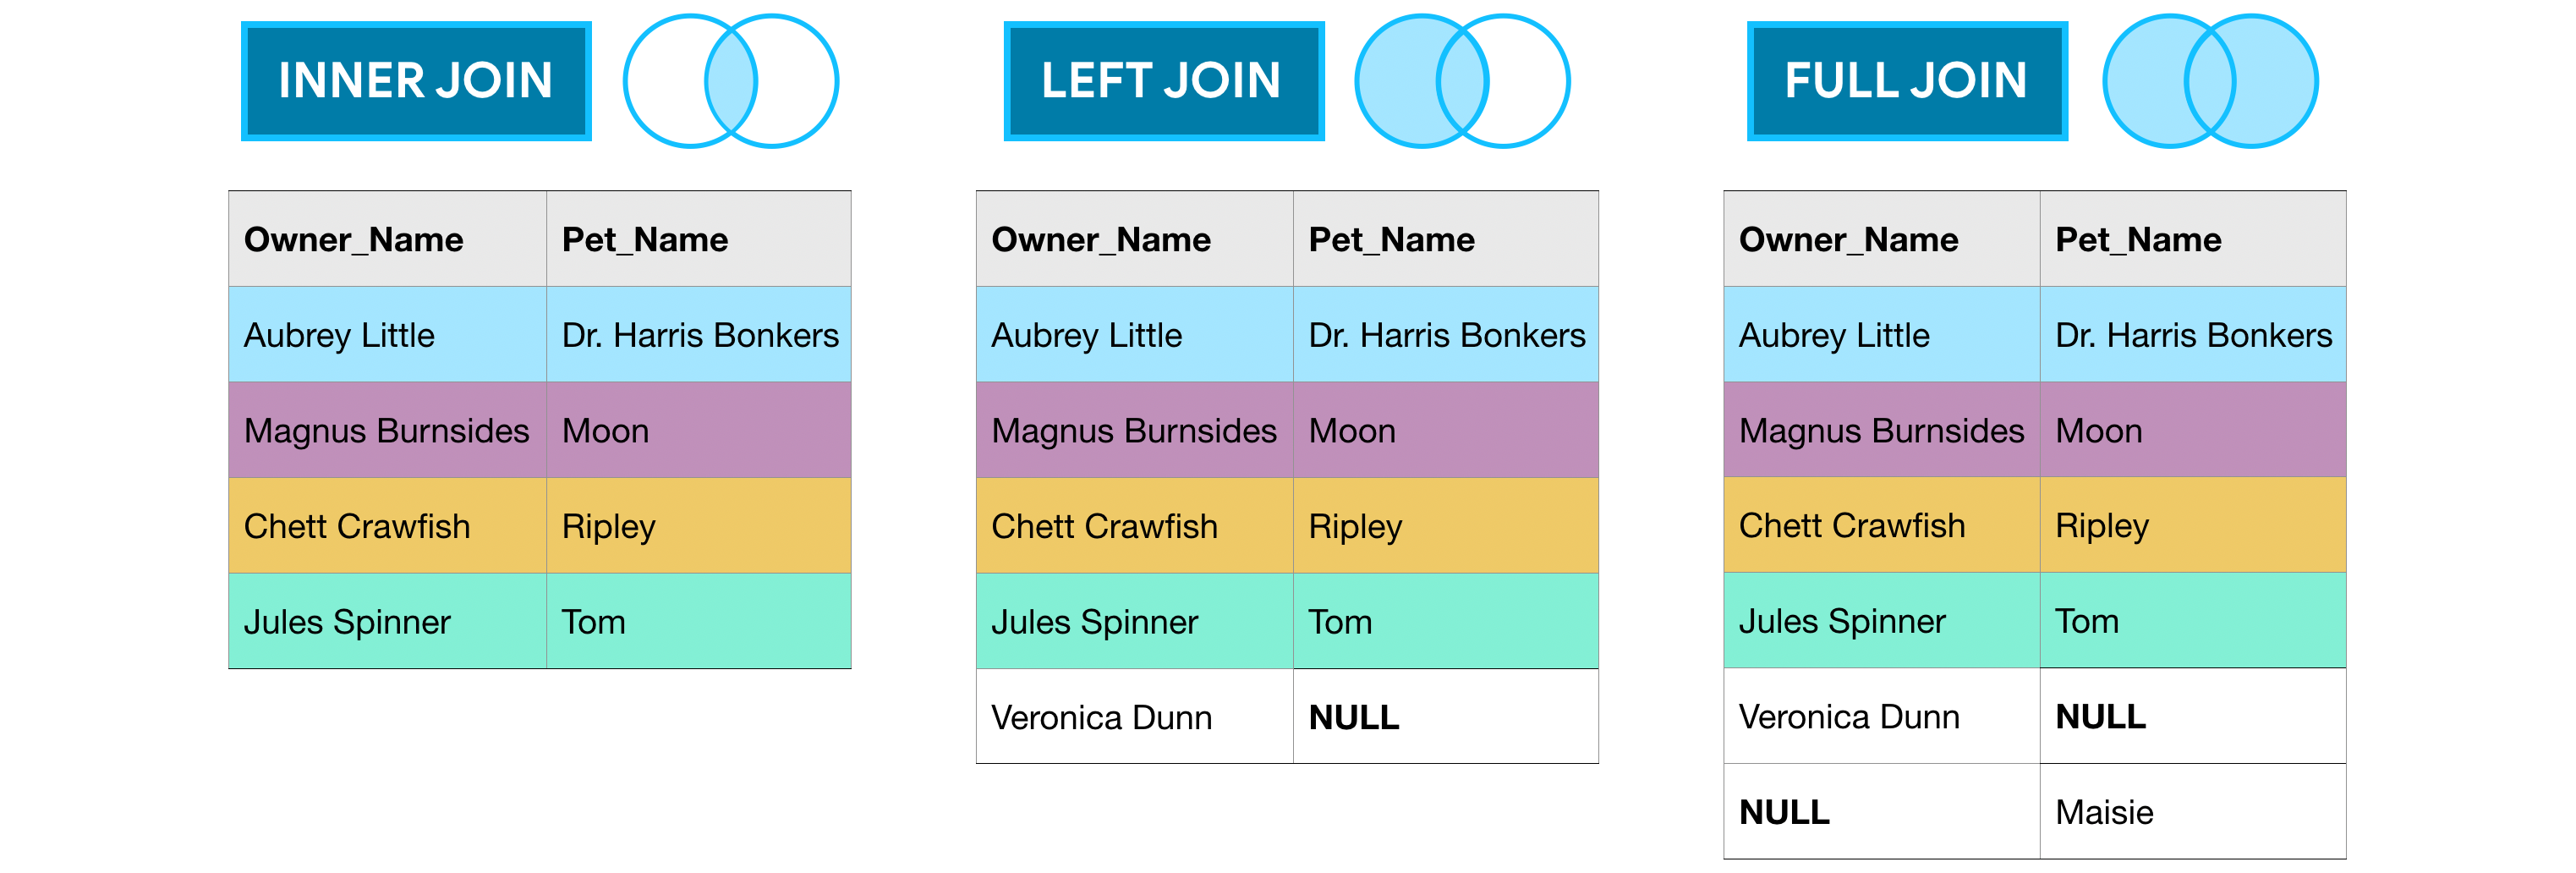 INNER JOIN
Owner_Name Pet_Name
Aubrey Little Dr. Harris Bonkers
Magnus Burnsides Moon
Chett Crawfish Ripley
Jules Spinner Tom
LEFT JOIN
Owner_Name Pet_Name
Aubrey Little Dr. Harris Bonkers
Magnus Burnsides Moon
Chett Crawfish Ripley
Jules Spinner Tom
Veronica Dunn NULL
FULL JOIN
Owner_Name Pet_Name
Aubrey Little Dr. Harris Bonkers
Magnus Burnsides Moon
Chett Crawfish Ripley
Jules Spinner Tom
Veronica Dunn NULL
NULL Maisie